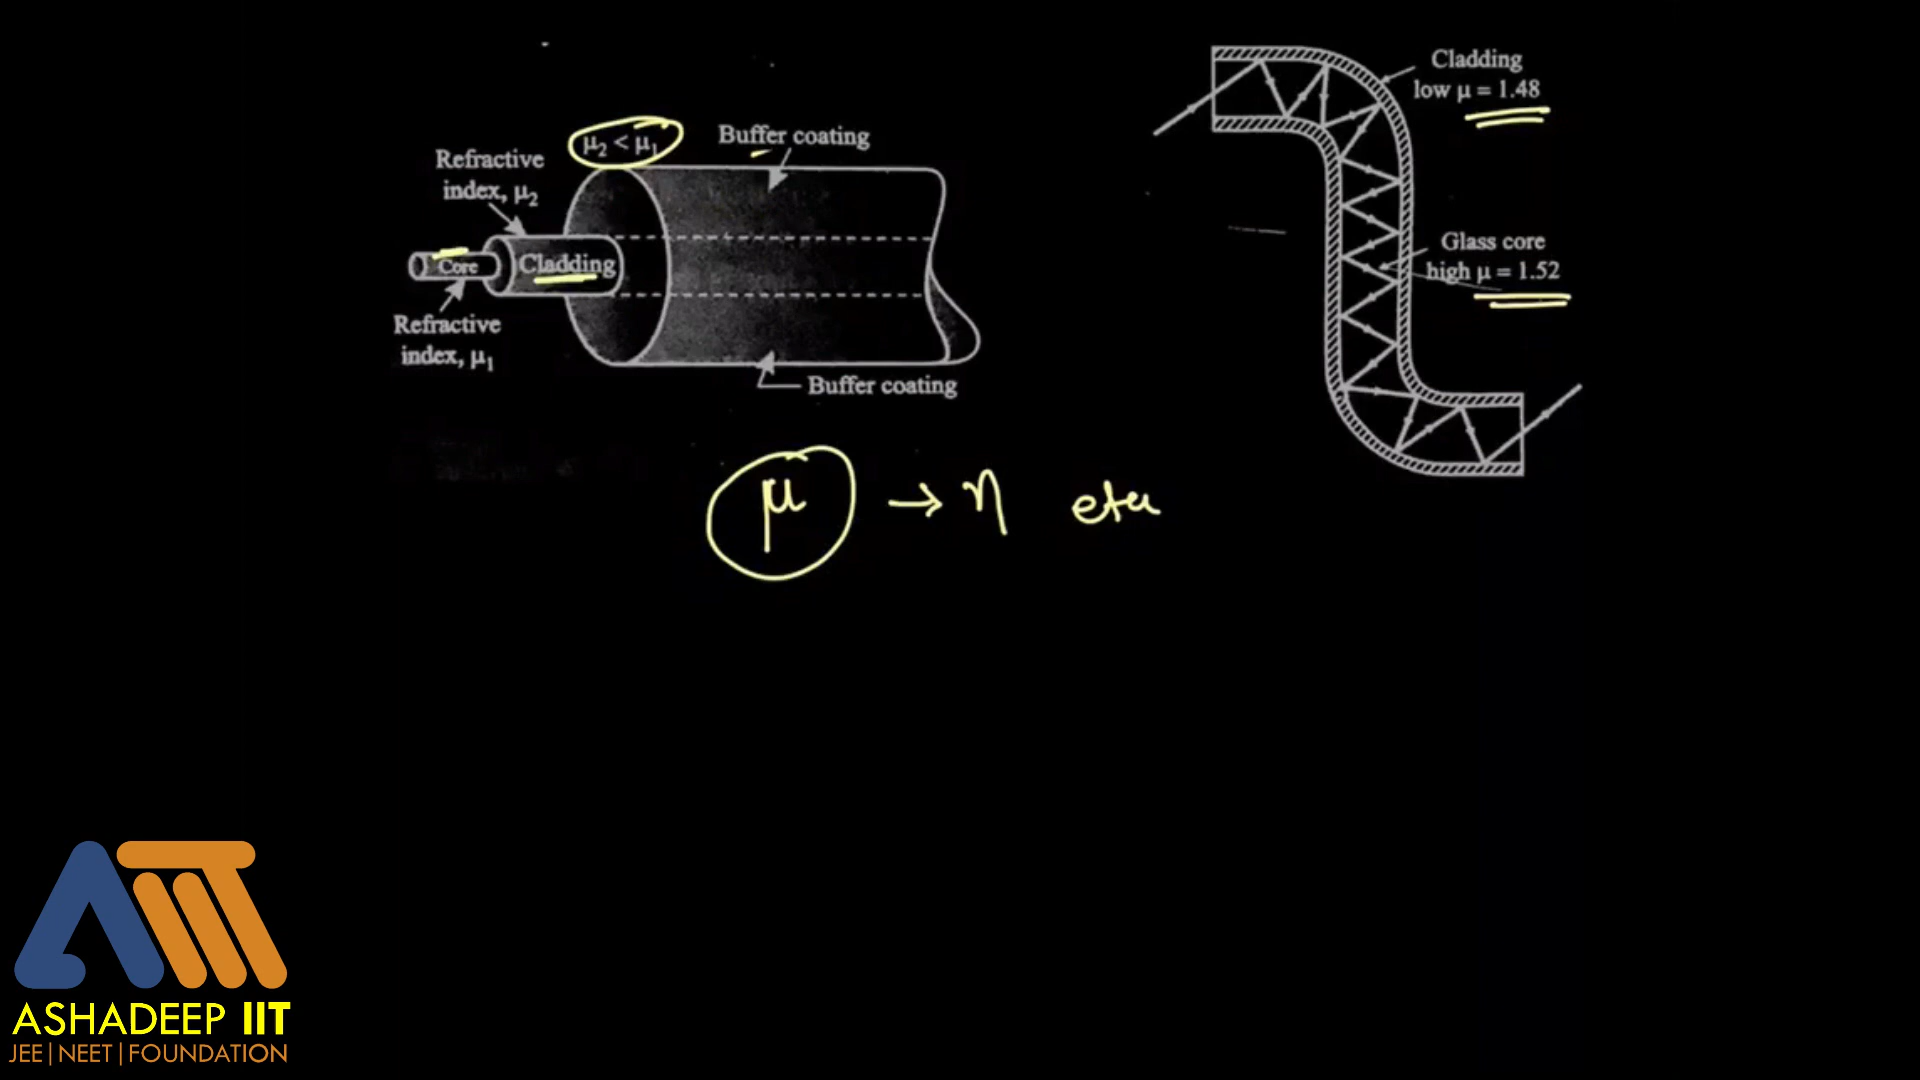 μ₂ < μ₁
Buffer coating
Refractive
index, μ₂
Core
Cladding
Refractive
index, μ₁
Buffer coating
Cladding
low μ = 1.48
Glass core
high μ = 1.52
μ → η eta
ASHADEEP IIT
JEE|NEET|FOUNDATION